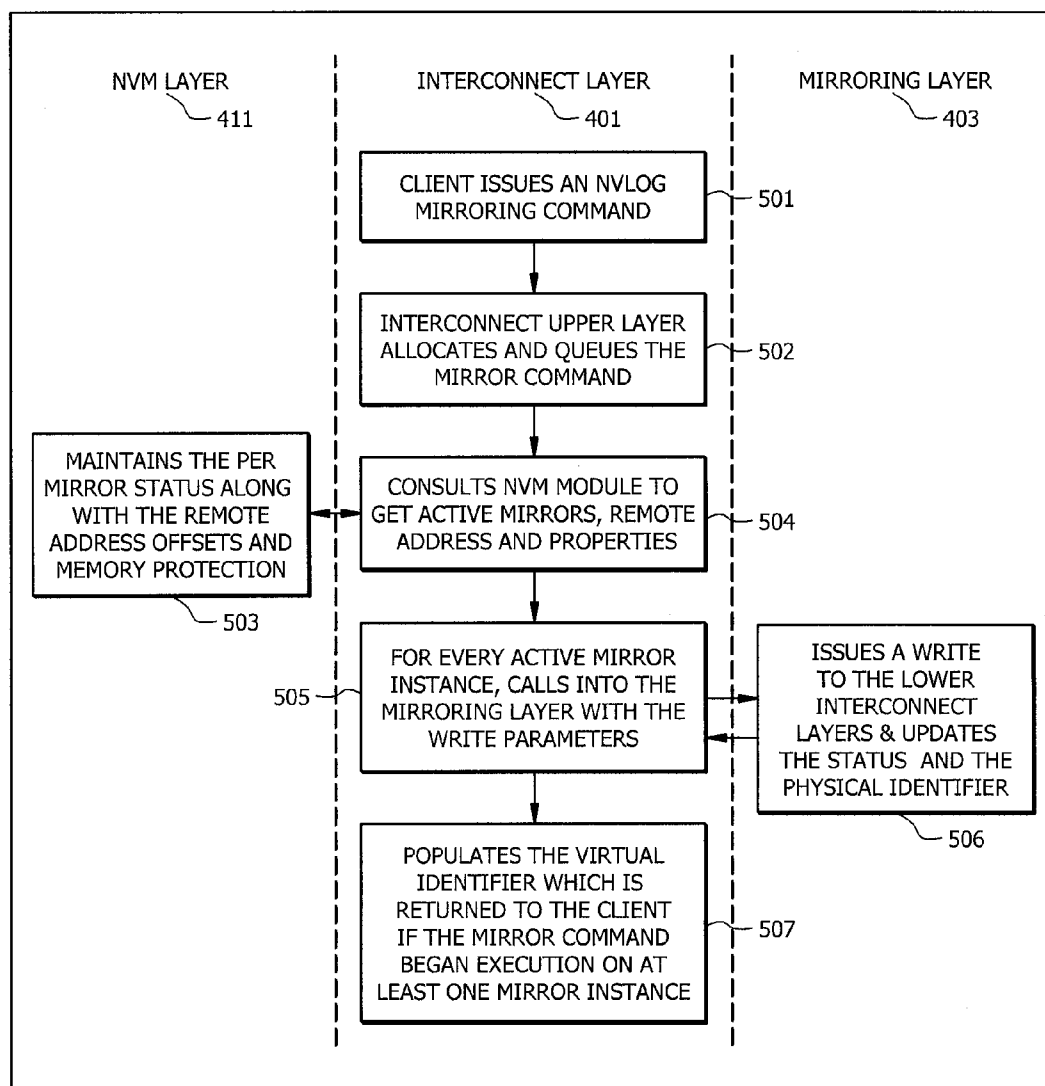 NVM LAYER
411
INTERCONNECT LAYER
401
MIRRORING LAYER
403
CLIENT ISSUES AN NVLOG
MIRRORING COMMAND
501
INTERCONNECT UPPER LAYER
ALLOCATES AND QUEUES THE
MIRROR COMMAND
502
MAINTAINS THE PER
MIRROR STATUS ALONG
WITH THE REMOTE
ADDRESS OFFSETS AND
MEMORY PROTECTION
503
CONSULTS NVM MODULE TO
GET ACTIVE MIRRORS, REMOTE
ADDRESS AND PROPERTIES
504
505
FOR EVERY ACTIVE MIRROR
INSTANCE, CALLS INTO THE
MIRRORING LAYER WITH THE
WRITE PARAMETERS
ISSUES A WRITE
TO THE LOWER
INTERCONNECT
LAYERS & UPDATES
THE STATUS AND THE
PHYSICAL IDENTIFIER
506
POPULATES THE VIRTUAL
IDENTIFIER WHICH IS
RETURNED TO THE CLIENT
IF THE MIRROR COMMAND
BEGAN EXECUTION ON AT
LEAST ONE MIRROR INSTANCE
507